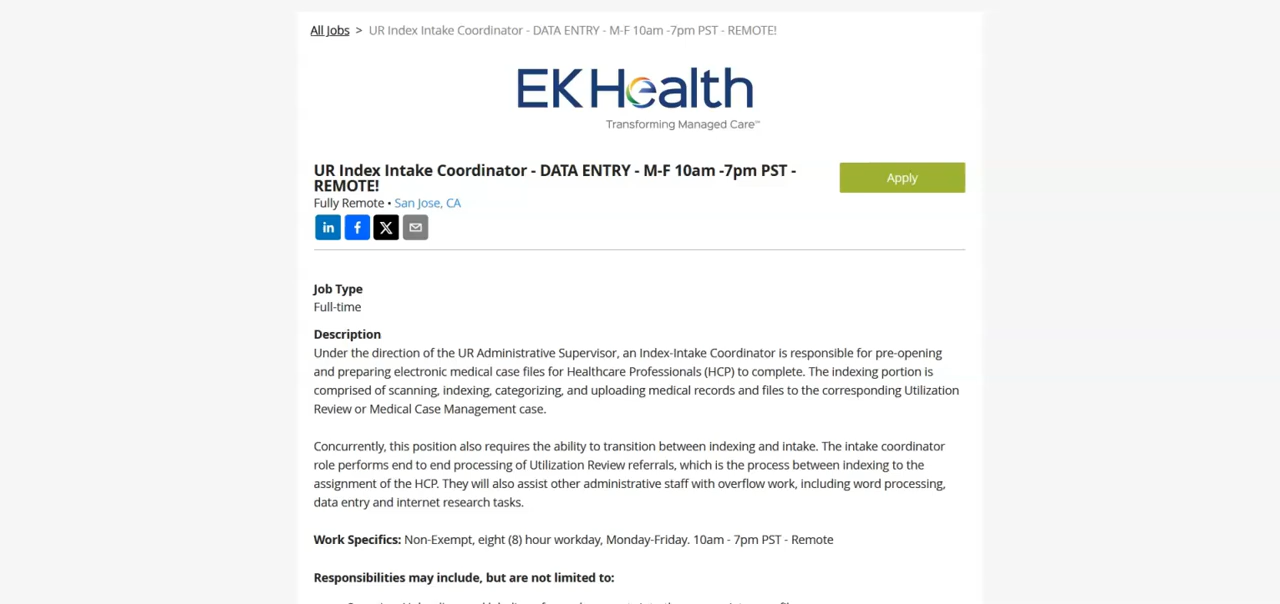 All Jobs > UR Index Intake Coordinator - DATA ENTRY - M-F 10am -7pm PST - REMOTE!
EK Health
Transforming Managed Care™
UR Index Intake Coordinator - DATA ENTRY - M-F 10am -7pm PST -
REMOTE!
Apply
Fully Remote • San Jose, CA
in f X
Job Type
Full-time
Description
Under the direction of the UR Administrative Supervisor, an Index-Intake Coordinator is responsible for pre-opening
and preparing electronic medical case files for Healthcare Professionals (HCP) to complete. The indexing portion is
comprised of scanning, indexing, categorizing, and uploading medical records and files to the corresponding Utilization
Review or Medical Case Management case.
Concurrently, this position also requires the ability to transition between indexing and intake. The intake coordinator
role performs end to end processing of Utilization Review referrals, which is the process between indexing to the
assignment of the HCP. They will also assist other administrative staff with overflow work, including word processing,
data entry and internet research tasks.
Work Specifics: Non-Exempt, eight (8) hour workday, Monday-Friday. 10am - 7pm PST - Remote
Responsibilities may include, but are not limited to: